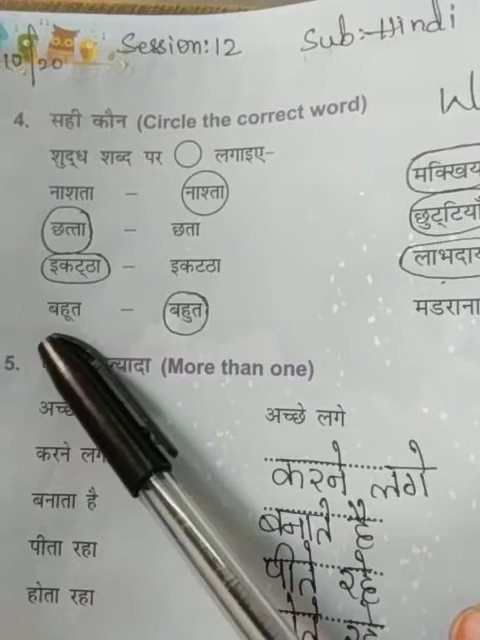 10/20 Session:12 Sub:-Hindi
4. सही कौन (Circle the correct word)
शुद्ध शब्द पर ◯ लगाइए-
नाशता - नाश्ता
छत्ता - छता
इकट्ठा - इकटठा
बहूत - बहुत
छुट्टियाँ
मडराना
5. ज़्यादा (More than one)
अच्छे लगे
करने लगे
बनाता है
बनाते है
पीता रहा
पीते रहे
होता रहा